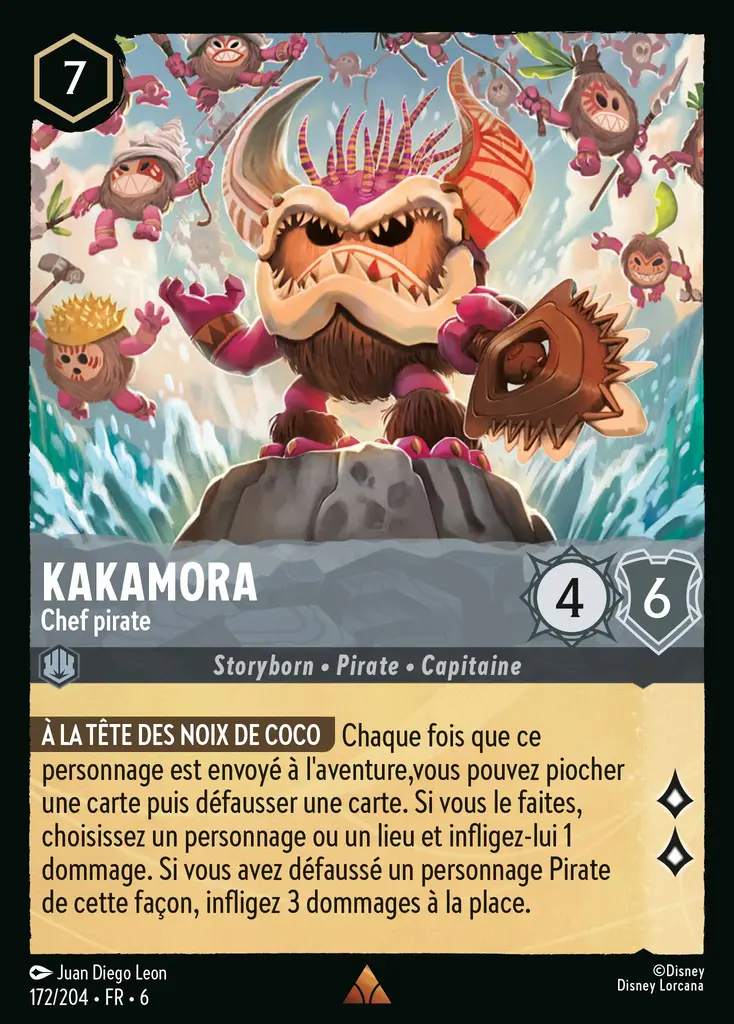 7
KAKAMORA
Chef pirate
4
6
Storyborn • Pirate • Capitaine
À LA TÊTE DES NOIX DE COCO Chaque fois que ce
personnage est envoyé à l'aventure,vous pouvez piocher
une carte puis défausser une carte. Si vous le faites,
choisissez un personnage ou un lieu et infligez-lui 1
dommage. Si vous avez défaussé un personnage Pirate
de cette façon, infligez 3 dommages à la place.
Juan Diego Leon
172/204 • FR • 6
©Disney
Disney Lorcana